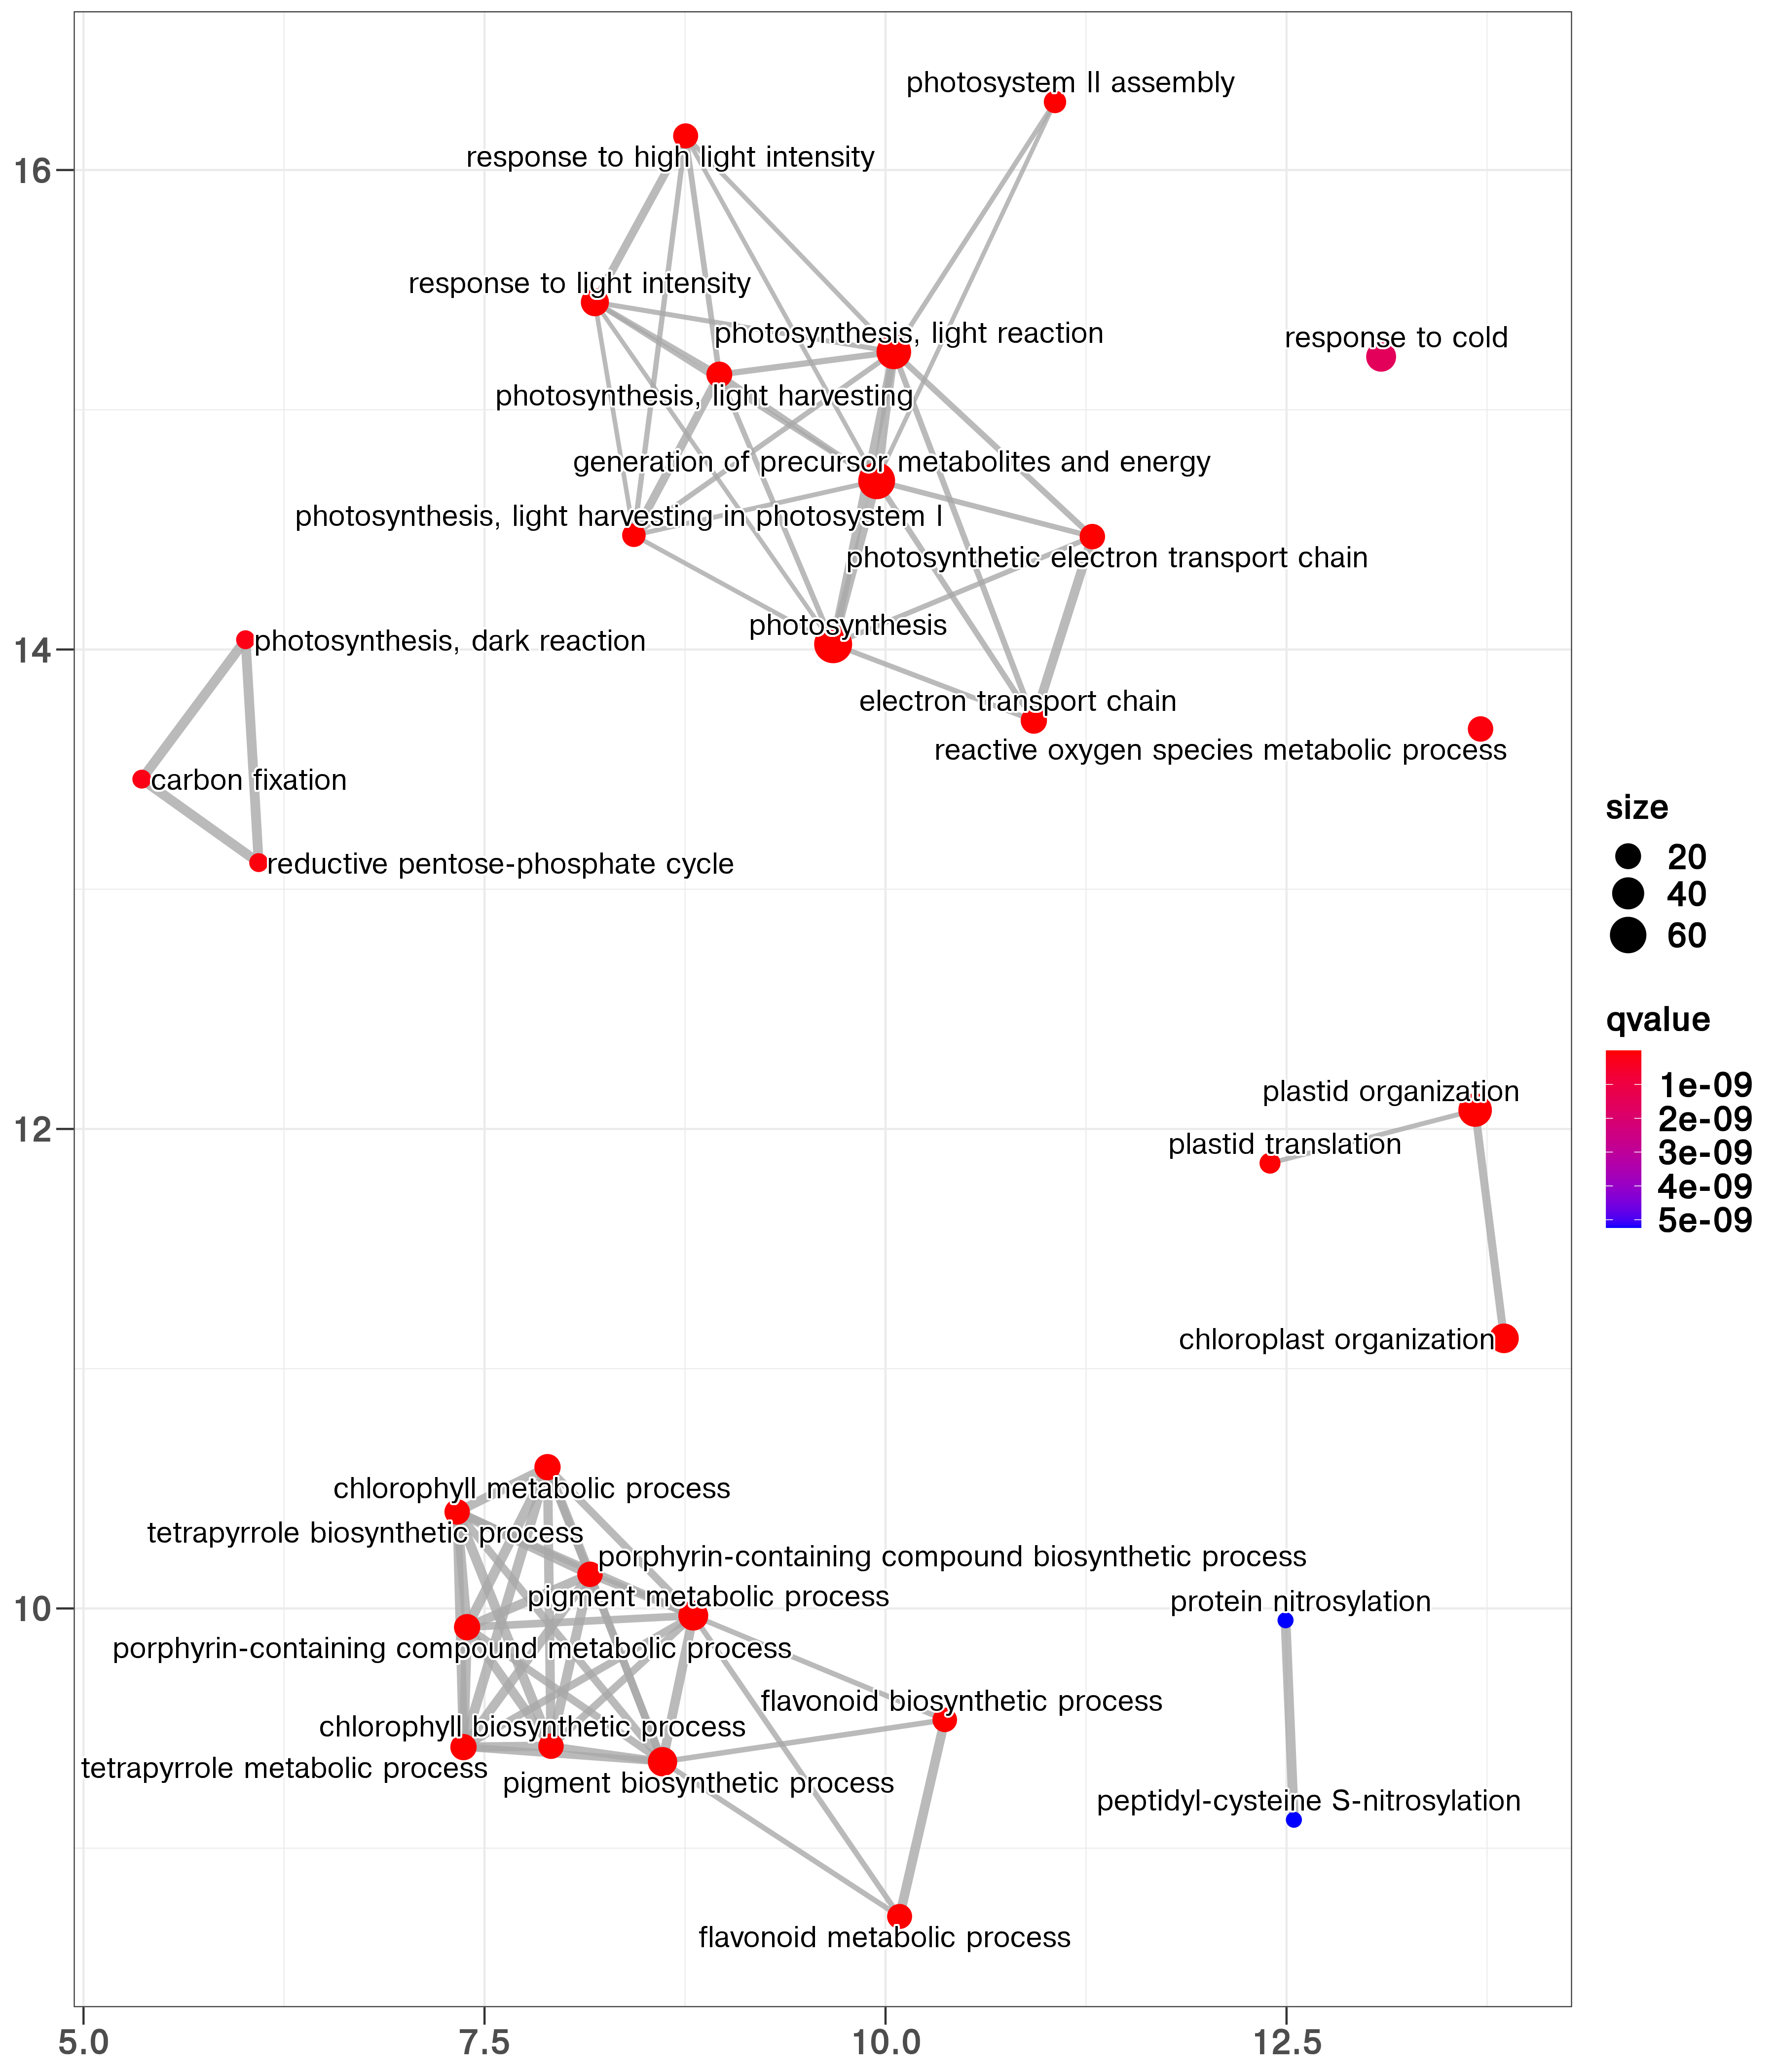 photosystem II assembly
response to high light intensity
16
response to light intensity
photosynthesis, light reaction
response to cold
photosynthesis, light harvesting
generation of precursor metabolites and energy
photosynthesis, light harvesting in photosystem I
photosynthetic electron transport chain
photosynthesis
photosynthesis, dark reaction
14
electron transport chain
reactive oxygen species metabolic process
carbon fixation
reductive pentose-phosphate cycle
size
20
40
60
qvalue
1e-09
2e-09
3e-09
4e-09
5e-09
plastid organization
12
plastid translation
chloroplast organization
chlorophyll metabolic process
tetrapyrrole biosynthetic process
porphyrin-containing compound biosynthetic process
pigment metabolic process
10
protein nitrosylation
porphyrin-containing compound metabolic process
flavonoid biosynthetic process
chlorophyll biosynthetic process
tetrapyrrole metabolic process
pigment biosynthetic process
peptidyl-cysteine S-nitrosylation
flavonoid metabolic process
5.0
7.5
10.0
12.5